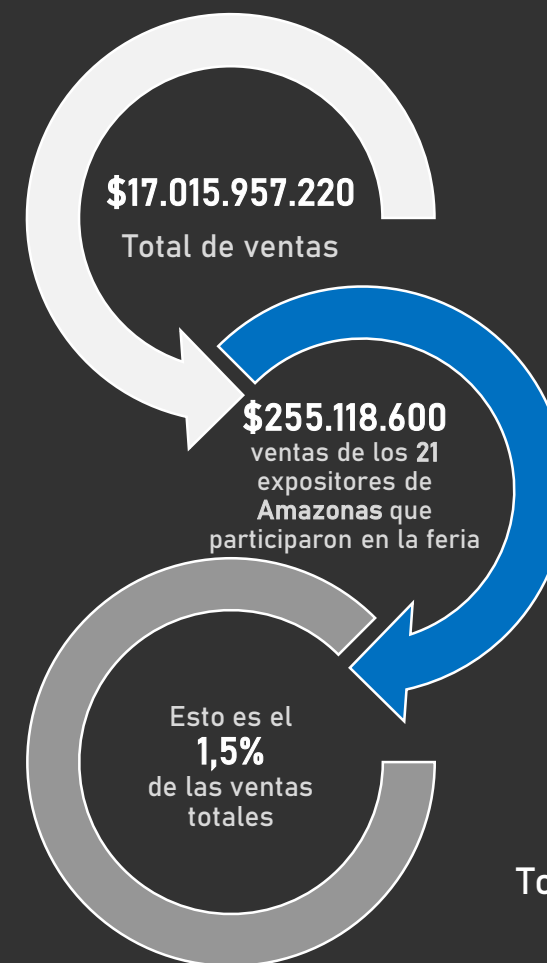 $17.015.957.220
Total de ventas
$255.118.600
ventas de los 21
expositores de
Amazonas que
participaron en la feria
Esto es el
1,5%
de las ventas
totales
To